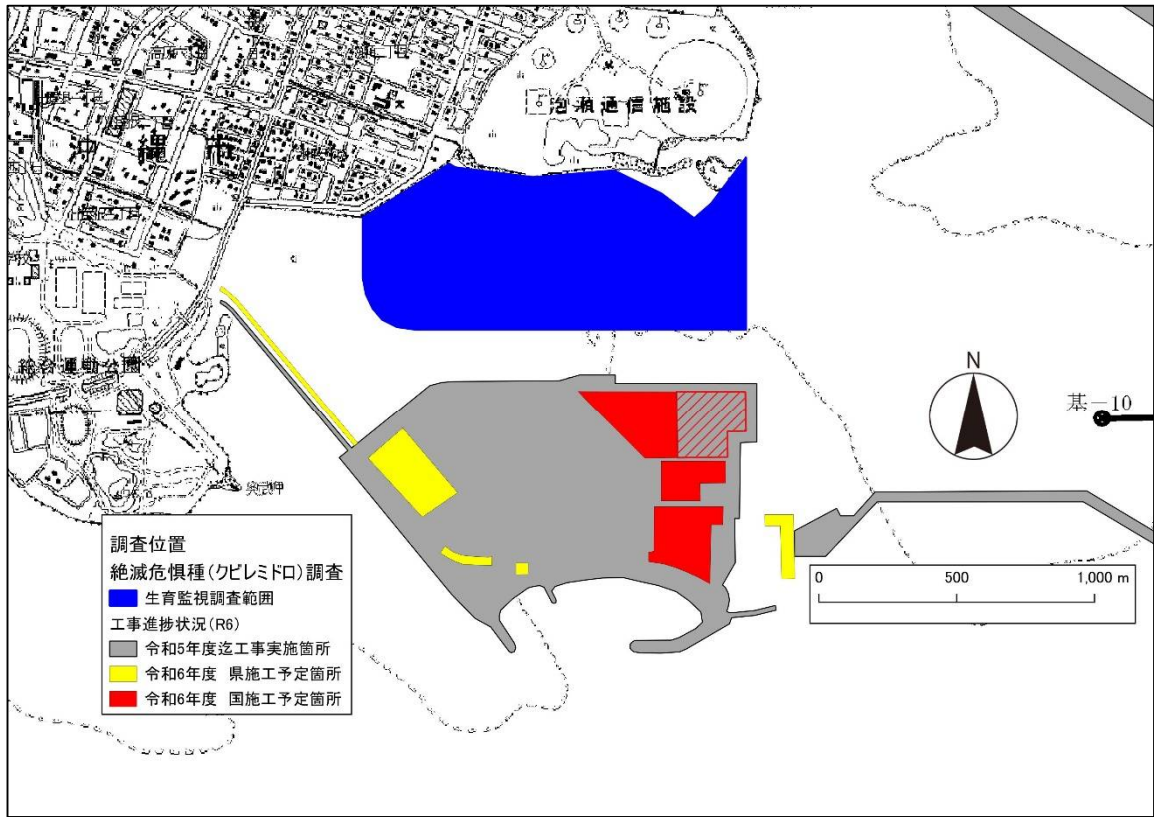 泡瀬通信施設
沖縄市
総合運動公園
N
基-10
調査位置
絶滅危惧種(クビレミドロ)調査
生育監視調査範囲
工事進捗状況(R6)
令和5年度迄工事実施箇所
令和6年度 県施工予定箇所
令和6年度 国施工予定箇所
0 500 1,000 m